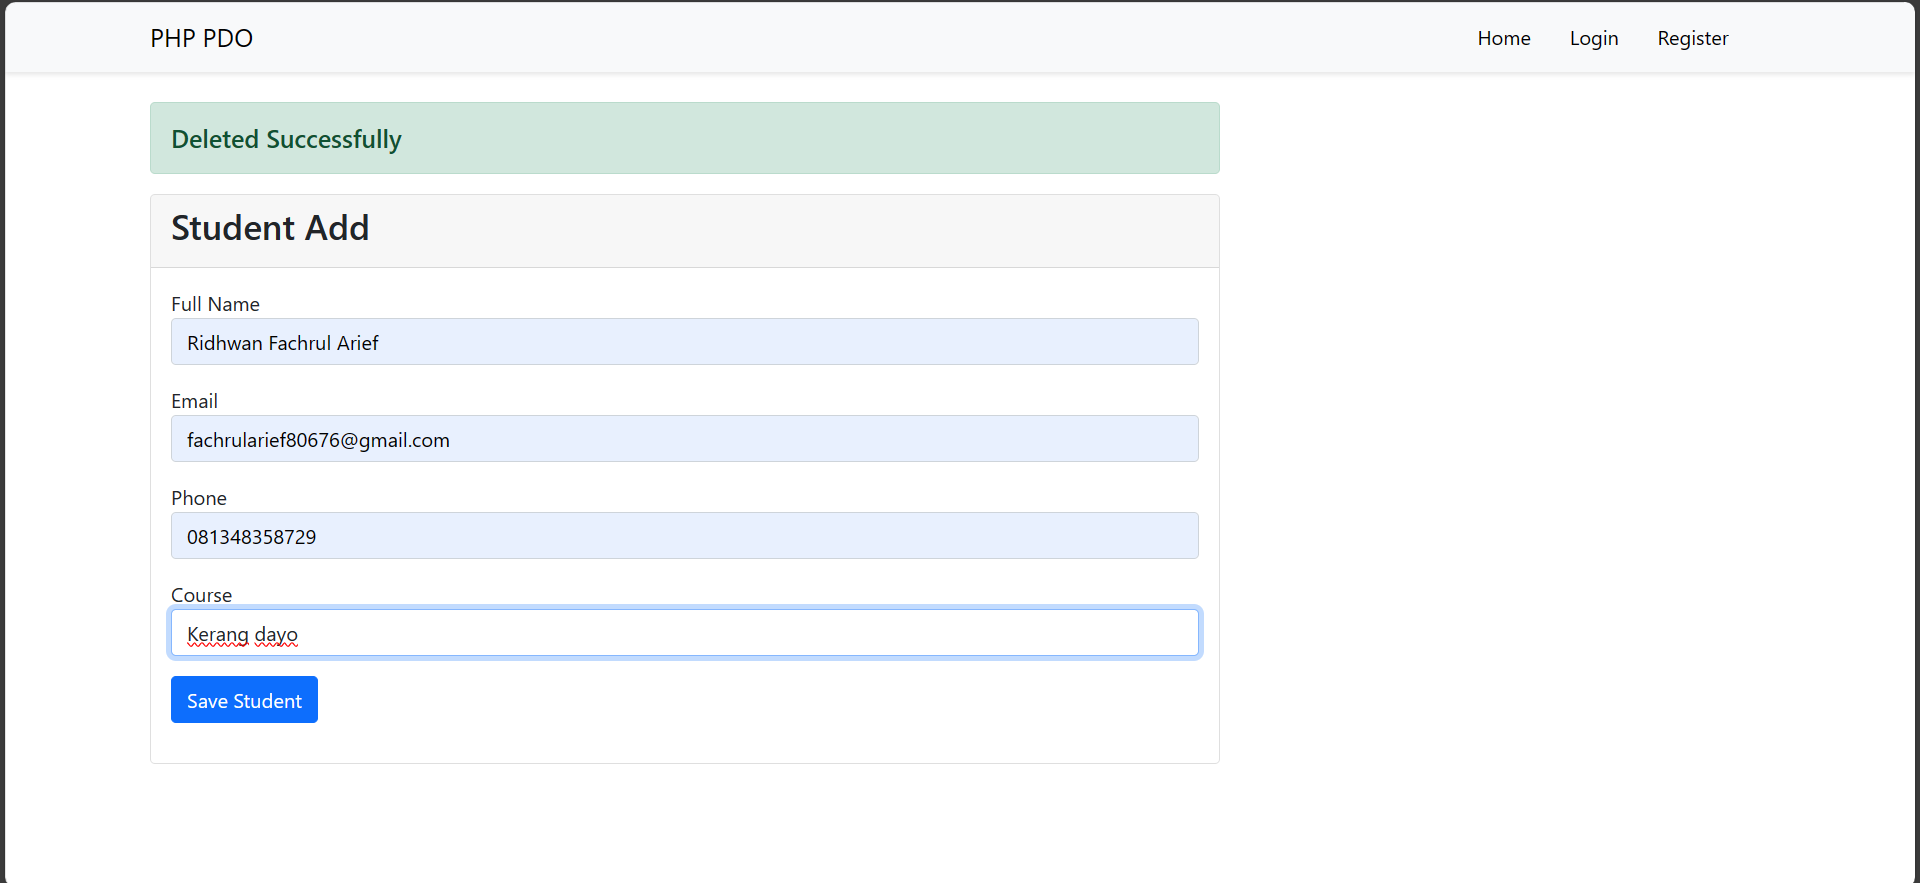 PHP PDO
Home Login Register
Deleted Successfully
Student Add
Full Name
Ridhwan Fachrul Arief
Email
fachrularief80676@gmail.com
Phone
081348358729
Course
Kerang dayo
Save Student